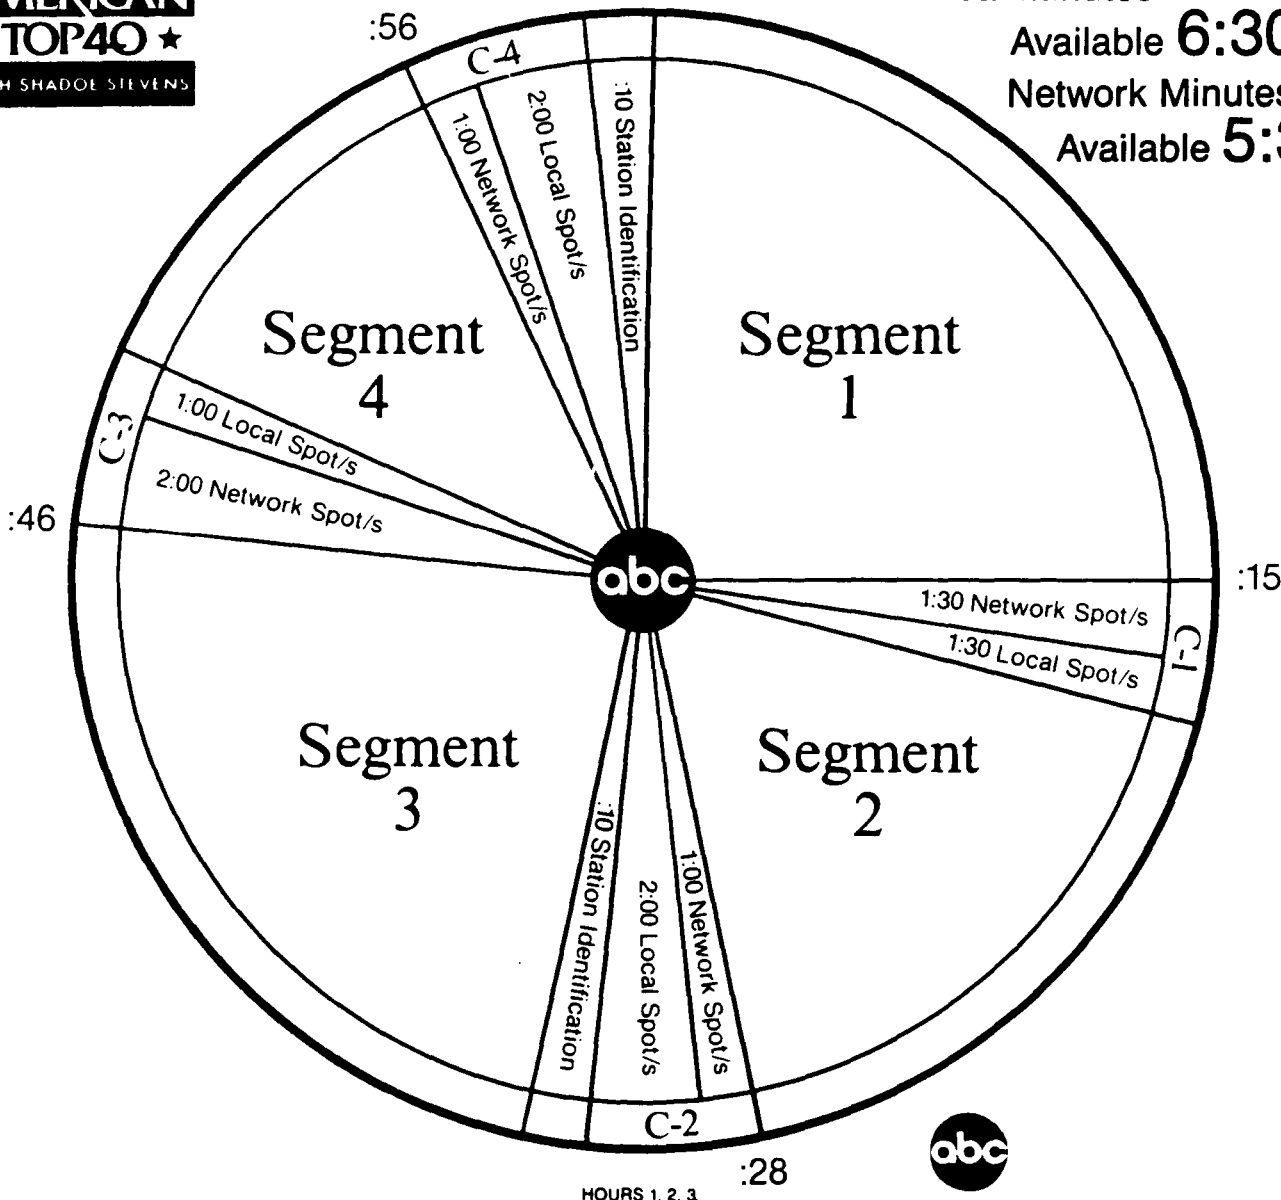 TOP40 ★
SHADOE STEVENS
Available 6:30
Network Minutes
Available
:56
C-4
1:00 Network Spot/s
2:00 Local Spot/s
:10 Station Identification
Segment
4
Segment
1
C-3
1:00 Local Spot/s
2:00 Network Spot/s
:46
abc
:15
1:30 Network Spot/s
1:30 Local Spot/s
C-1
Segment
3
Segment
2
:10 Station Identification
2:00 Local Spot/s
1:00 Network Spot/s
C-2
:28
abc
HOURS 1, 2, 3